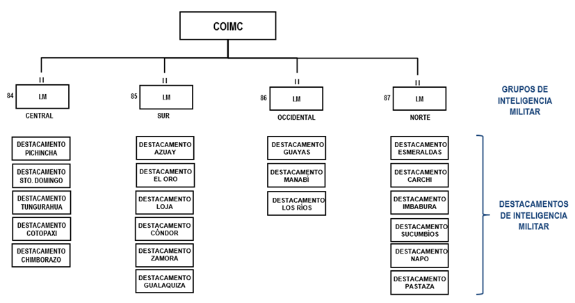 COIMC
II
84
I.M
CENTRAL
II
85
I.M
SUR
II
86
I.M
OCCIDENTAL
II
87
I.M
NORTE
GRUPOS DE
INTELIGENCIA
MILITAR
DESTACAMENTO
PICHINCHA
DESTACAMENTO
STO. DOMINGO
DESTACAMENTO
TUNGURAHUA
DESTACAMENTO
COTOPAXI
DESTACAMENTO
CHIMBORAZO
DESTACAMENTO
AZUAY
DESTACAMENTO
EL ORO
DESTACAMENTO
LOJA
DESTACAMENTO
CÓNDOR
DESTACAMENTO
ZAMORA
DESTACAMENTO
GUALAQUIZA
DESTACAMENTO
GUAYAS
DESTACAMENTO
MANABÍ
DESTACAMENTO
LOS RÍOS
DESTACAMENTO
ESMERALDAS
DESTACAMENTO
CARCHI
DESTACAMENTO
IMBABURA
DESTACAMENTO
SUCUMBÍOS
DESTACAMENTO
NAPO
DESTACAMENTO
PASTAZA
DESTACAMENTOS
DE INTELIGENCIA
MILITAR